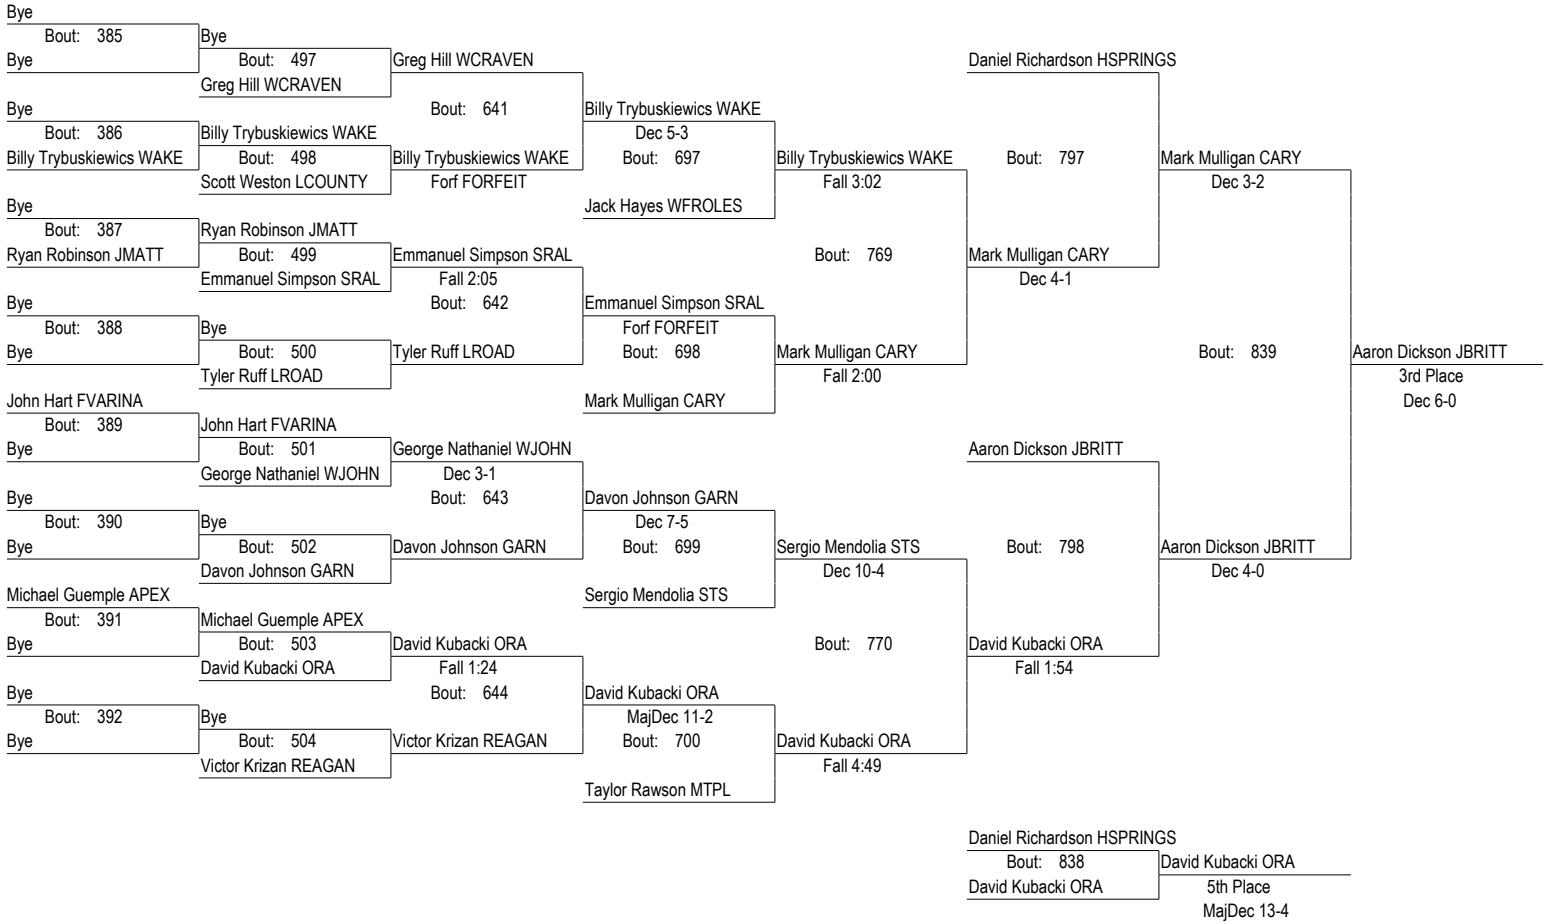 Bye
Bout: 385
Bye
Bye
Bout: 497
Greg Hill WCRAVEN
Greg Hill WCRAVEN
Bye
Bout: 386
Billy Trybuskiewics WAKE
Billy Trybuskiewics WAKE
Bout: 498
Scott Weston LCOUNTY
Bout: 641
Billy Trybuskiewics WAKE
Forf FORFEIT
Billy Trybuskiewics WAKE
Dec 5-3
Bout: 697
Jack Hayes WFROLES
Billy Trybuskiewics WAKE
Fall 3:02
Bye
Bout: 387
Ryan Robinson JMATT
Ryan Robinson JMATT
Bout: 499
Emmanuel Simpson SRAL
Emmanuel Simpson SRAL
Fall 2:05
Bout: 642
Bye
Bout: 388
Bye
Bye
Bout: 500
Tyler Ruff LROAD
Tyler Ruff LROAD
Emmanuel Simpson SRAL
Forf FORFEIT
Bout: 698
Mark Mulligan CARY
Mark Mulligan CARY
Fall 2:00
Bout: 769
Daniel Richardson HSPRINGS
Bout: 797
Mark Mulligan CARY
Dec 4-1
Mark Mulligan CARY
Dec 3-2
John Hart FVARINA
Bout: 389
Bye
John Hart FVARINA
Bout: 501
George Nathaniel WJOHN
George Nathaniel WJOHN
Dec 3-1
Bout: 643
Bye
Bout: 390
Bye
Bye
Bout: 502
Davon Johnson GARN
Davon Johnson GARN
Davon Johnson GARN
Dec 7-5
Bout: 699
Sergio Mendolia STS
Sergio Mendolia STS
Dec 10-4
Michael Guemple APEX
Bout: 391
Bye
Michael Guemple APEX
Bout: 503
David Kubacki ORA
David Kubacki ORA
Fall 1:24
Bout: 644
Bye
Bout: 392
Bye
Bye
Bout: 504
Victor Krizan REAGAN
Victor Krizan REAGAN
David Kubacki ORA
MajDec 11-2
Bout: 700
Taylor Rawson MTPL
David Kubacki ORA
Fall 4:49
Bout: 770
Aaron Dickson JBRITT
Bout: 798
David Kubacki ORA
Fall 1:54
Aaron Dickson JBRITT
Dec 4-0
Bout: 839
Aaron Dickson JBRITT
3rd Place
Dec 6-0
Daniel Richardson HSPRINGS
Bout: 838
David Kubacki ORA
David Kubacki ORA
5th Place
MajDec 13-4